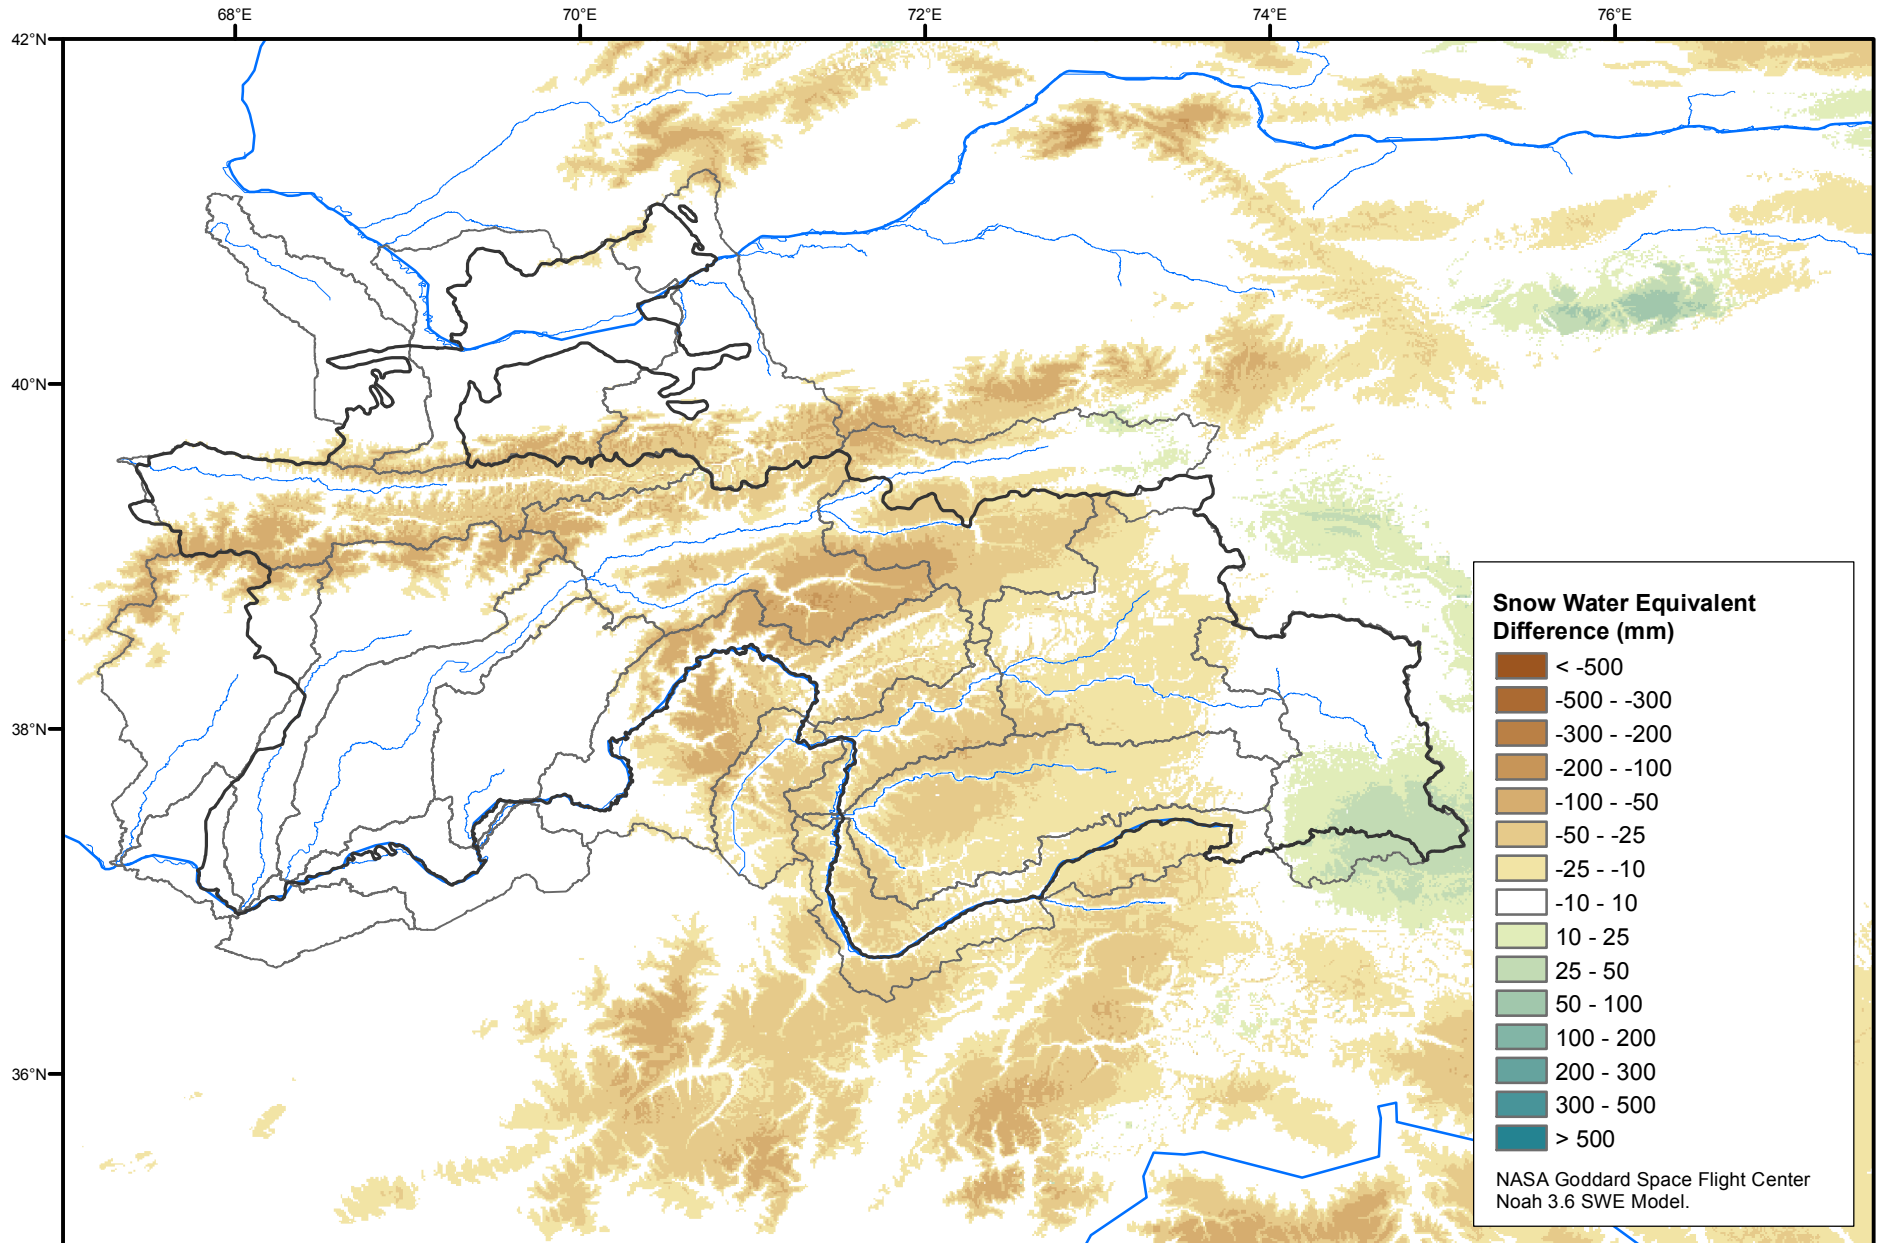 68°E
70°E
72°E
74°E
76°E
42°N
40°N
38°N
36°N
Snow Water Equivalent
Difference (mm)
< -500
-500 - -300
-300 - -200
-200 - -100
-100 - -50
-50 - -25
-25 - -10
-10 - 10
10 - 25
25 - 50
50 - 100
100 - 200
200 - 300
300 - 500
> 500
NASA Goddard Space Flight Center
Noah 3.6 SWE Model.